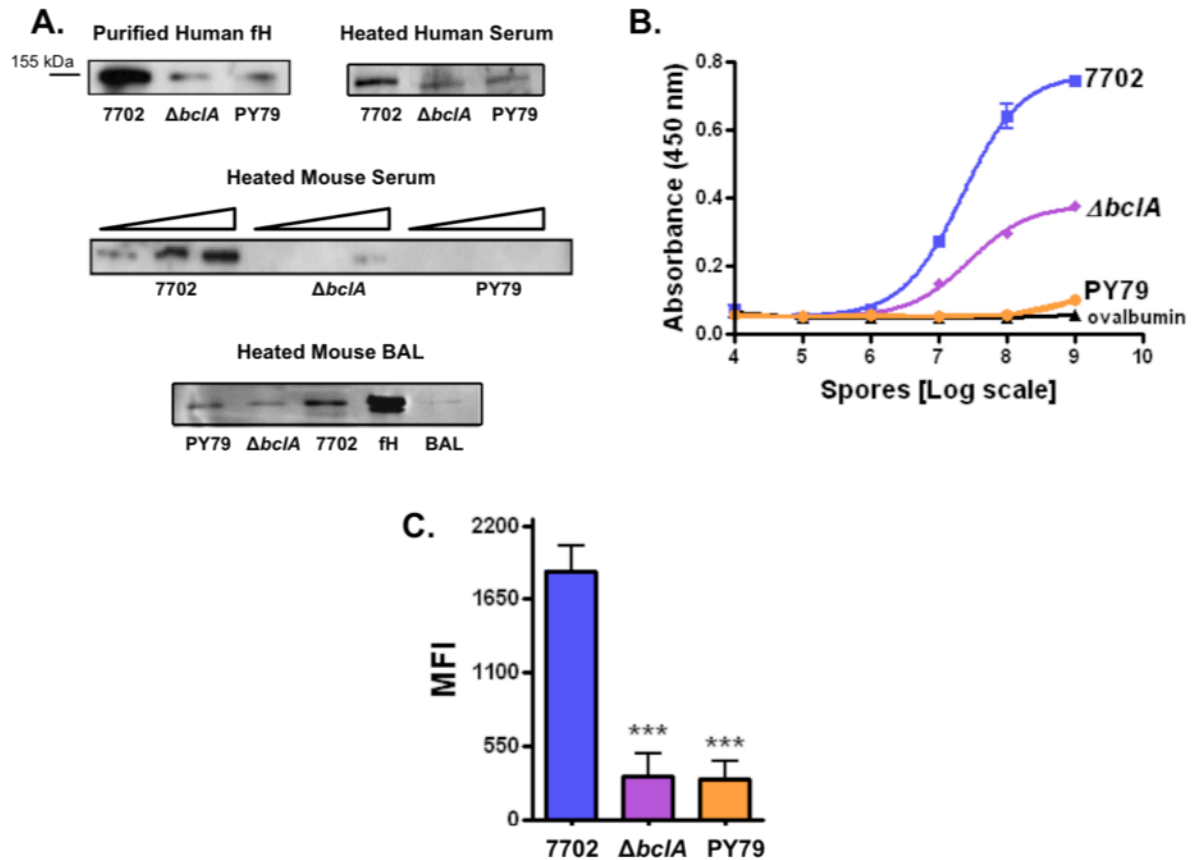 A.
Purified Human fH
155 kDa
7702 ΔbclA PY79
Heated Human Serum
7702 ΔbclA PY79
Heated Mouse Serum
7702 ΔbclA PY79
Heated Mouse BAL
PY79 ΔbclA 7702 fH BAL
B.
Absorbance (450 nm)
0.8
0.6
0.4
0.2
0.0
4 5 6 7 8 9 10
Spores [Log scale]
7702
ΔbclA
PY79
ovalbumin
C.
MFI
2200
1650
1100
550
0
***
***
7702 ΔbclA PY79